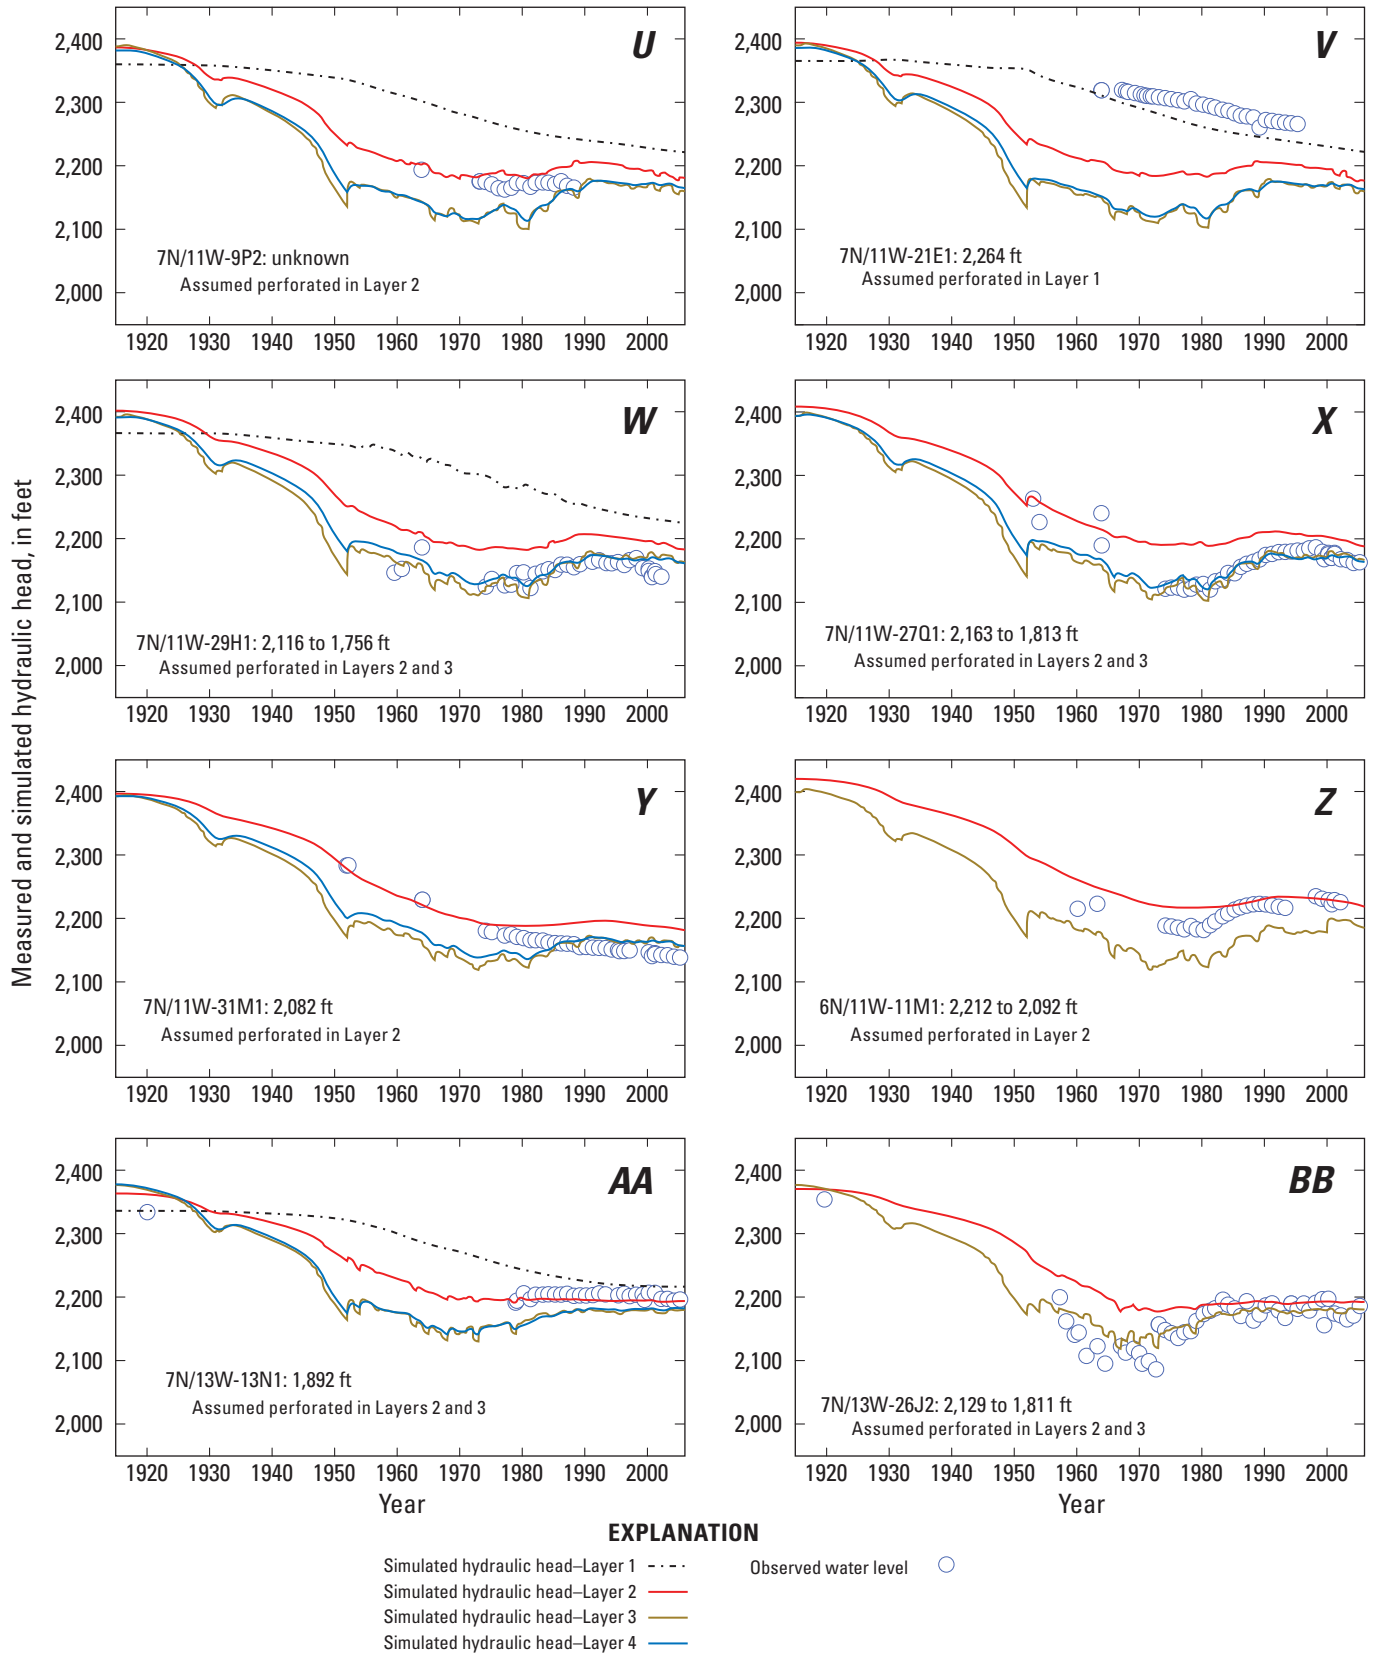 Measured and simulated hydraulic head, in feet
2,400
2,300
2,200
2,100
2,000
U
7N/11W-9P2: unknown
Assumed perforated in Layer 2
1920 1930 1940 1950 1960 1970 1980 1990 2000
2,400
2,300
2,200
2,100
2,000
V
7N/11W-21E1: 2,264 ft
Assumed perforated in Layer 1
1920 1930 1940 1950 1960 1970 1980 1990 2000
2,400
2,300
2,200
2,100
2,000
W
7N/11W-29H1: 2,116 to 1,756 ft
Assumed perforated in Layers 2 and 3
1920 1930 1940 1950 1960 1970 1980 1990 2000
2,400
2,300
2,200
2,100
2,000
X
7N/11W-27Q1: 2,163 to 1,813 ft
Assumed perforated in Layers 2 and 3
1920 1930 1940 1950 1960 1970 1980 1990 2000
2,400
2,300
2,200
2,100
2,000
Y
7N/11W-31M1: 2,082 ft
Assumed perforated in Layer 2
1920 1930 1940 1950 1960 1970 1980 1990 2000
2,400
2,300
2,200
2,100
2,000
Z
6N/11W-11M1: 2,212 to 2,092 ft
Assumed perforated in Layer 2
1920 1930 1940 1950 1960 1970 1980 1990 2000
2,400
2,300
2,200
2,100
2,000
AA
7N/13W-13N1: 1,892 ft
Assumed perforated in Layers 2 and 3
1920 1930 1940 1950 1960 1970 1980 1990 2000
Year
2,400
2,300
2,200
2,100
2,000
BB
7N/13W-26J2: 2,129 to 1,811 ft
Assumed perforated in Layers 2 and 3
1920 1930 1940 1950 1960 1970 1980 1990 2000
Year
EXPLANATION
Simulated hydraulic head–Layer 1
Simulated hydraulic head–Layer 2
Simulated hydraulic head–Layer 3
Simulated hydraulic head–Layer 4
Observed water level